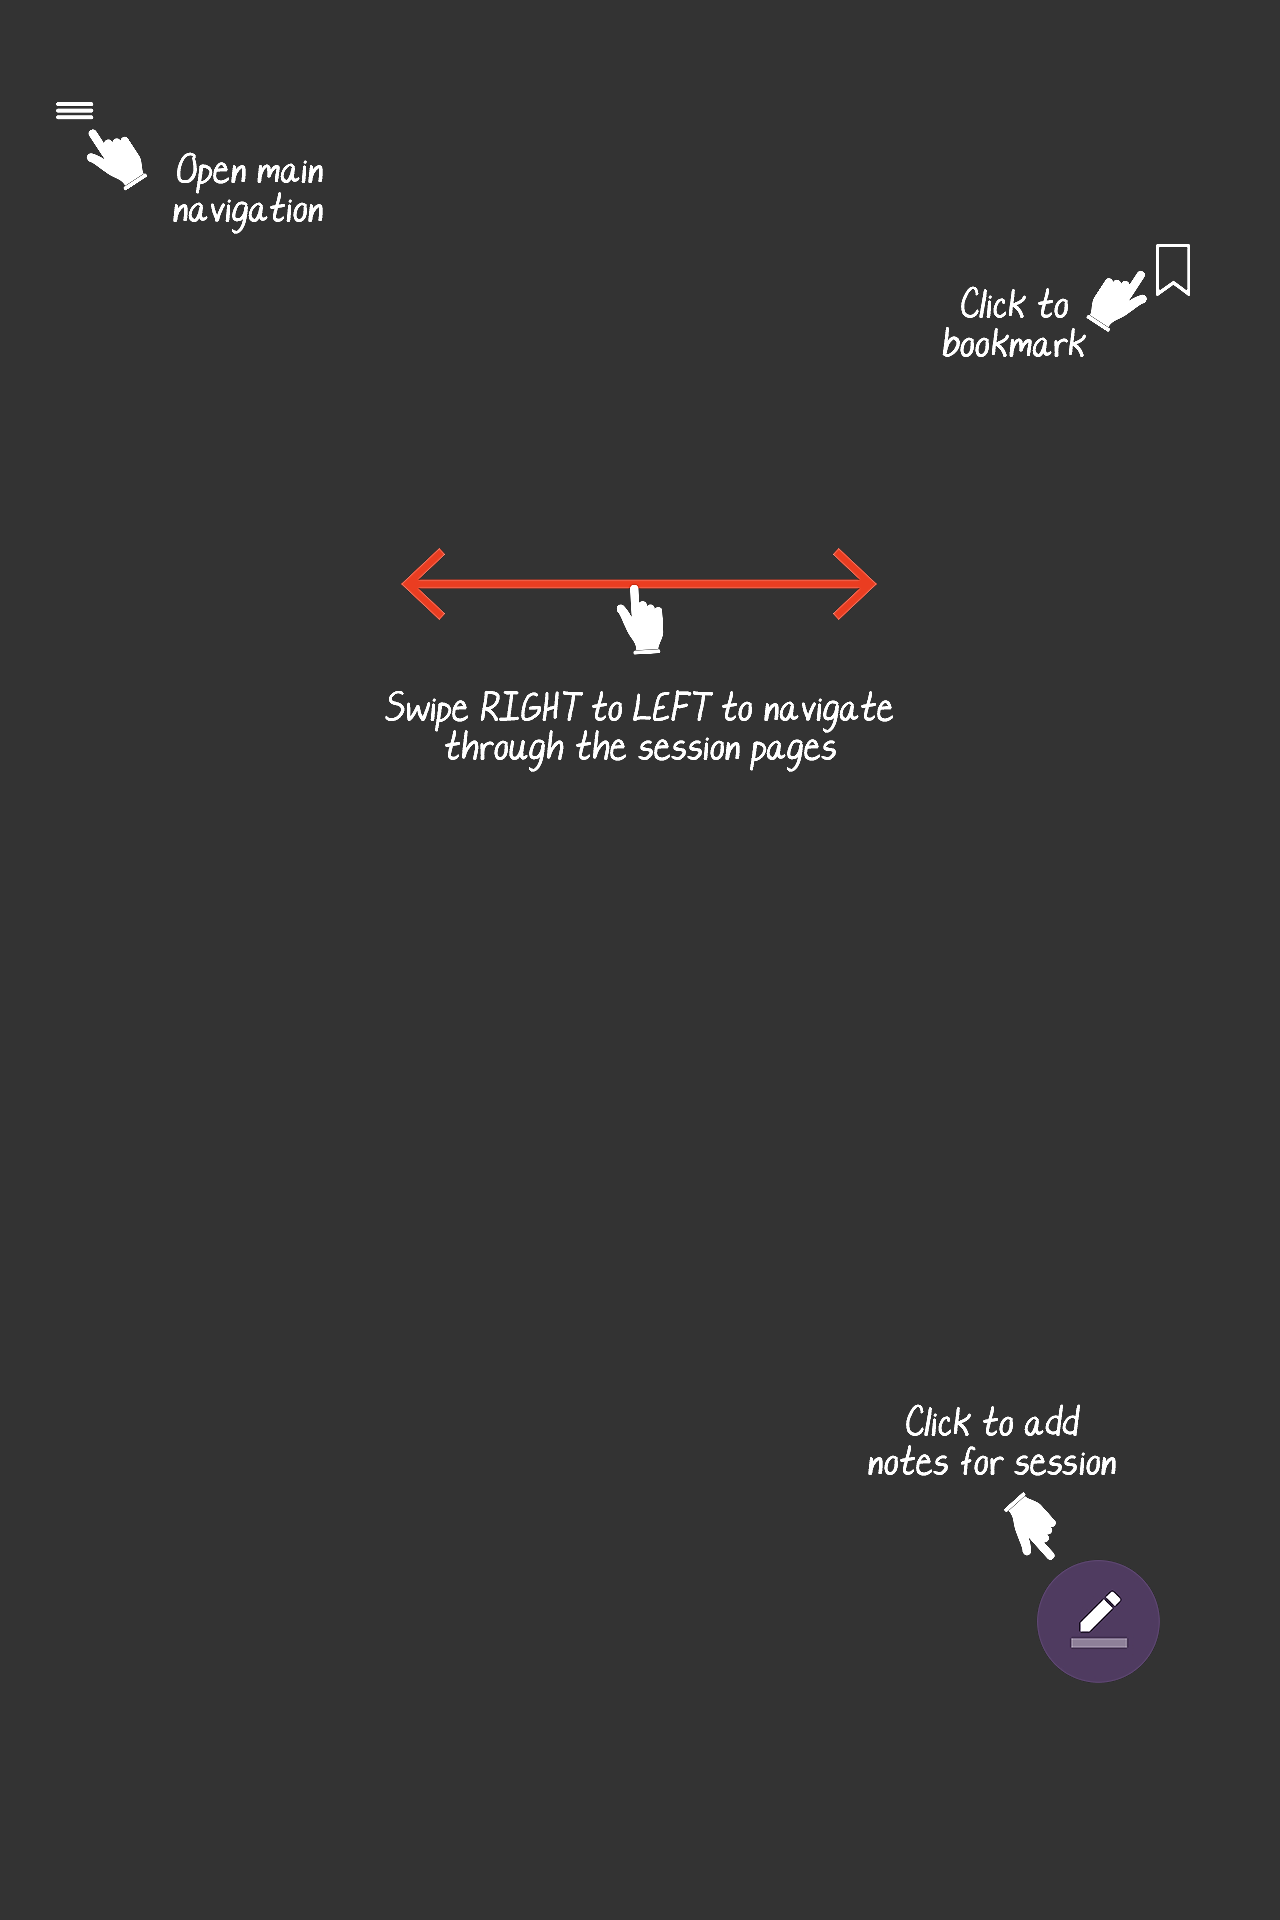 Open main
navigation
Click to
bookmark
Swipe RIGHT to LEFT to navigate
through the session pages
Click to add
notes for session